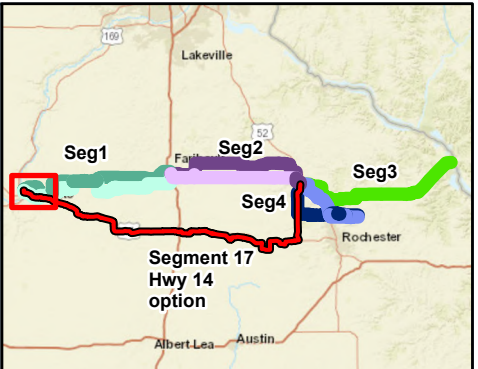 169
Lakeville
52
Seg2
Seg1
Seg3
Seg4
Rochester
Segment 17
Hwy 14
option
Albert Lea
Austin